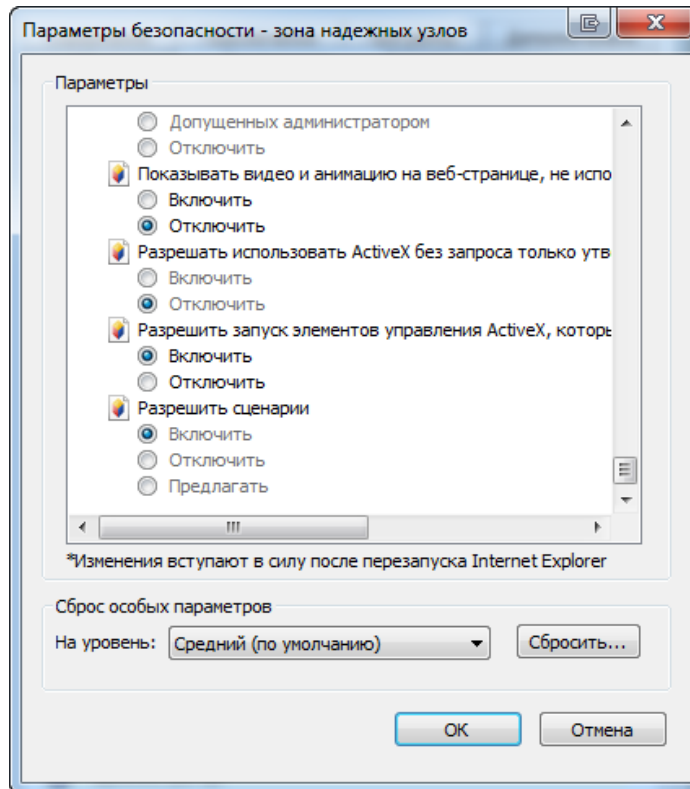 Параметры безопасности - зона надежных узлов
Параметры
Допущенных администратором
Отключить
Показывать видео и анимацию на веб-странице, не испо
Включить
Отключить
Разрешать использовать ActiveX без запроса только утв
Включить
Отключить
Разрешить запуск элементов управления ActiveX, которь
Включить
Отключить
Разрешить сценарии
Включить
Отключить
Предлагать
*Изменения вступают в силу после перезапуска Internet Explorer
Сброс особых параметров
На уровень: Средний (по умолчанию) Сбросить...
ОК Отмена